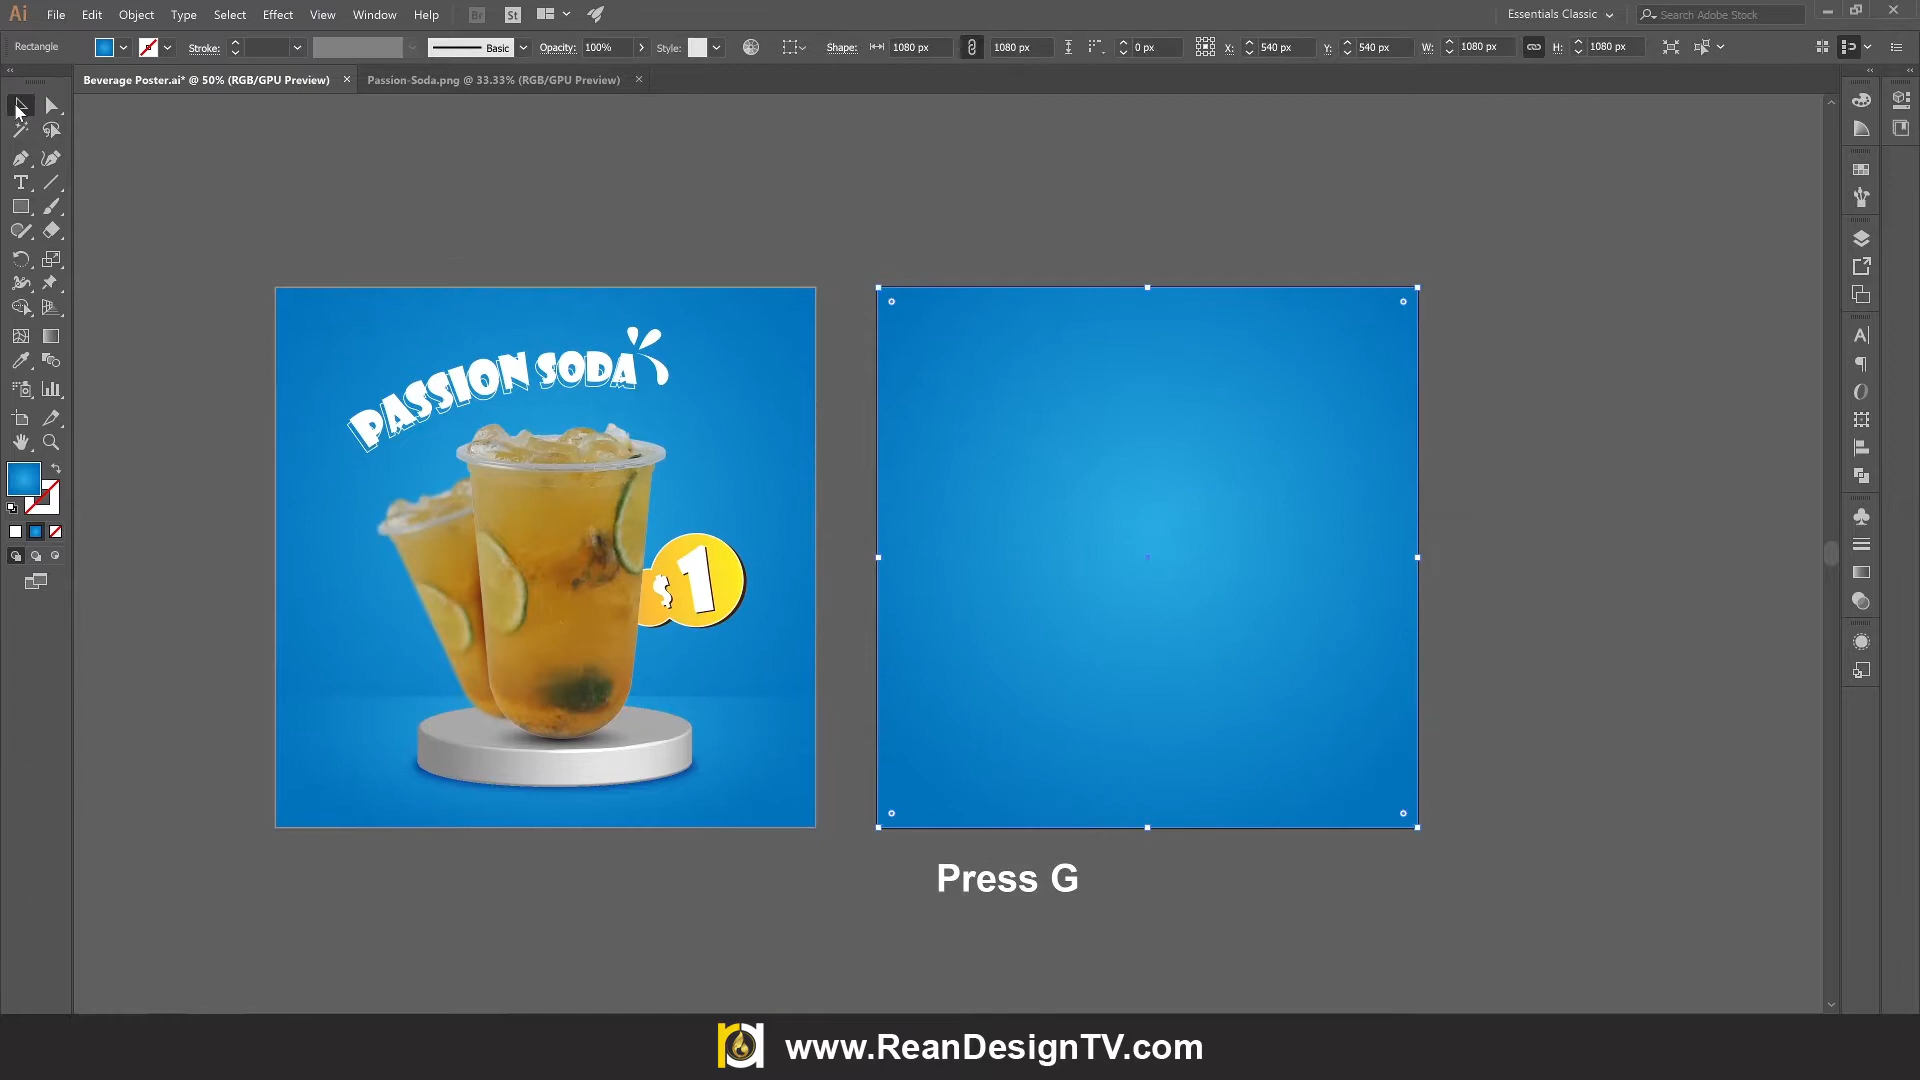 Ai File Edit Object Type Select Effect View Window Help Br St Essentials Classic Search Adobe Stock
Rectangle Stroke: Basic Opacity: 100% Style: Shape: 1080 px 1080 px 0 px X: 540 px Y: 540 px W: 1080 px H: 1080 px
Beverage Poster.ai* @ 50% (RGB/GPU Preview) × Passion-Soda.png @ 33.33% (RGB/GPU Preview) ×
PASSION SODA
$1
Press G
www.ReanDesignTV.com